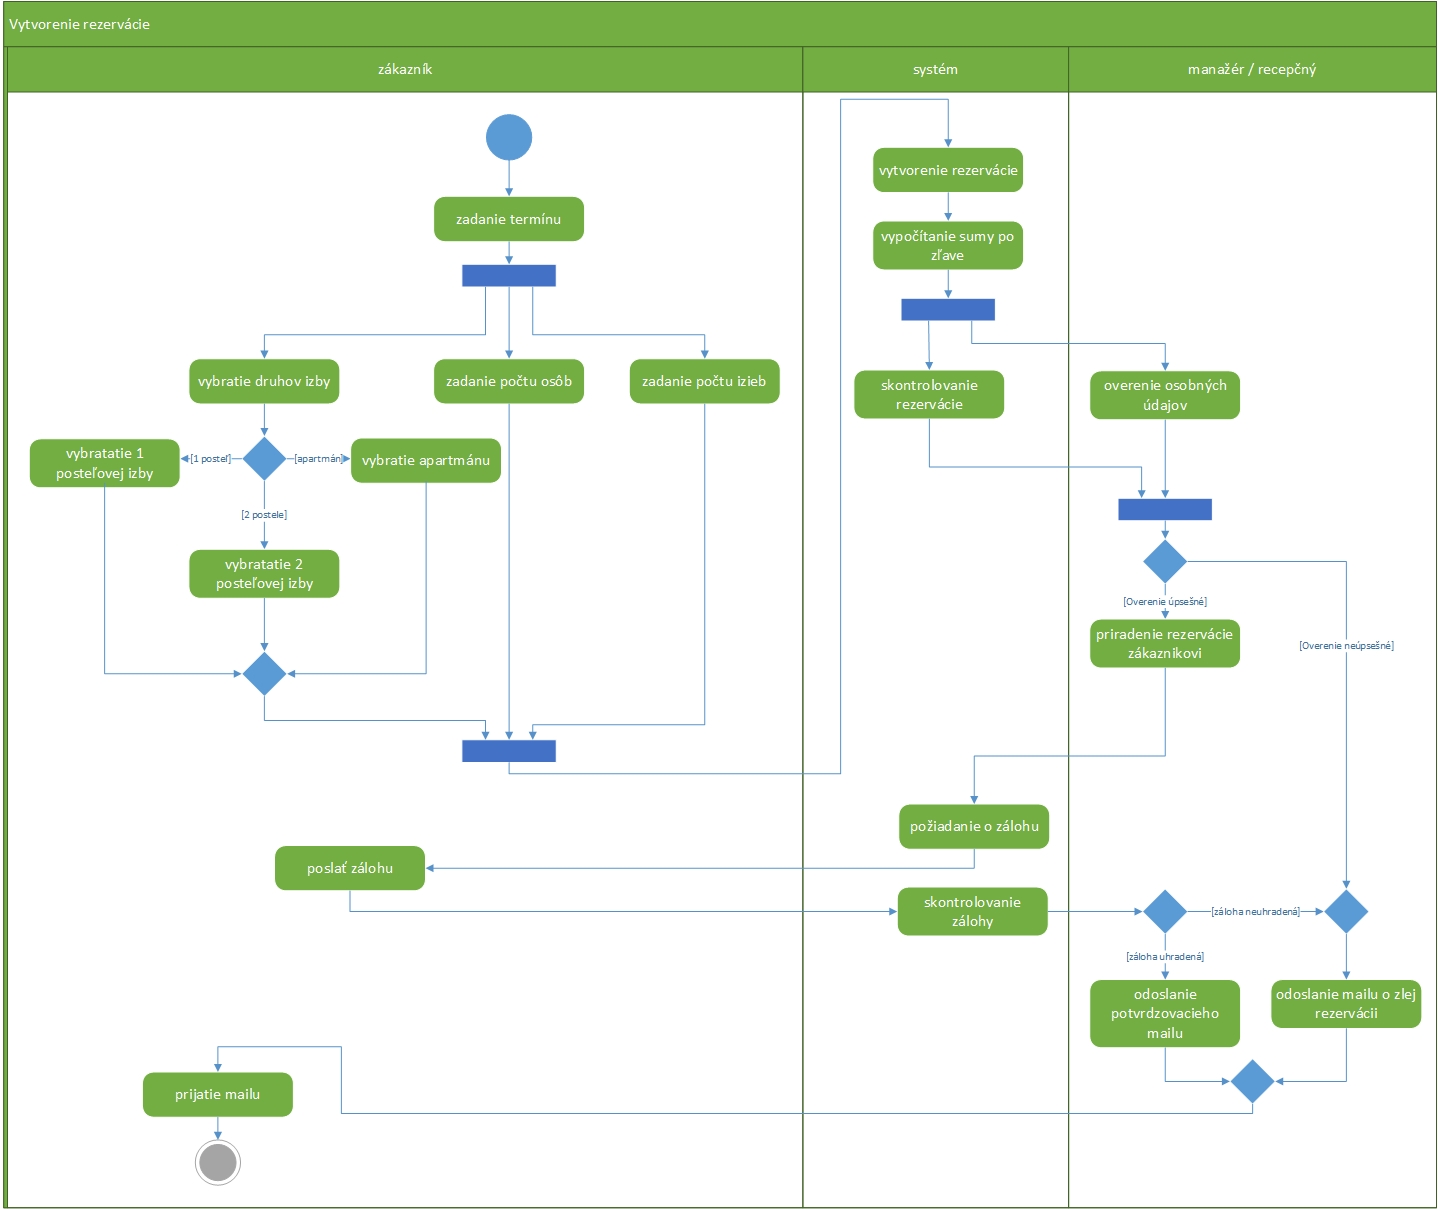 Vytvorenie rezervácie
zákazník
systém
manažér / recepčný
vytvorenie rezervácie
zadanie termínu
vypočítanie sumy po
zľave
vybratie druhov izby
zadanie počtu osôb
zadanie počtu izieb
skontrolovanie
rezervácie
overenie osobných
údajov
vybratatie 1
posteľovej izby
[1 posteľ]
[apartmán]
vybratie apartmánu
[2 postele]
vybratatie 2
posteľovej izby
[Overenie úpsešné]
priradenie rezervácie
zákaznikovi
[Overenie neúpsešné]
požiadanie o zálohu
poslať zálohu
skontrolovanie
zálohy
[záloha neuhradená]
[záloha uhradená]
odoslanie
potvrdzovacieho
mailu
odoslanie mailu o zlej
rezervácii
prijatie mailu